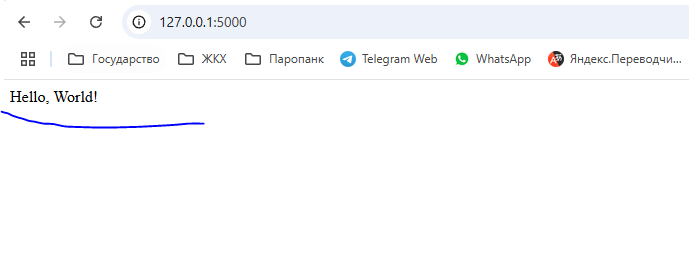 127.0.0.1:5000
Государство ЖКХ Паропанк Telegram Web WhatsApp Яндекс.Переводчи...
Hello, World!